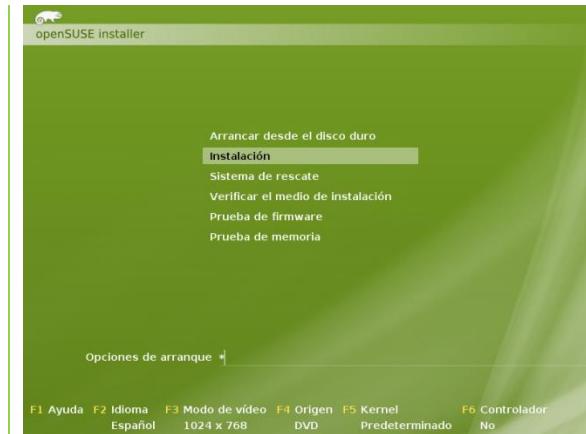 openSUSE installer
Arrancar desde el disco duro
Instalación
Sistema de rescate
Verificar el medio de instalación
Prueba de firmware
Prueba de memoria
Opciones de arranque
F1 Ayuda F2 Idioma F3 Modo de vídeo F4 Origen F5 Kernel F6 Controlador
Español 1024 x 768 DVD Predeterminado No